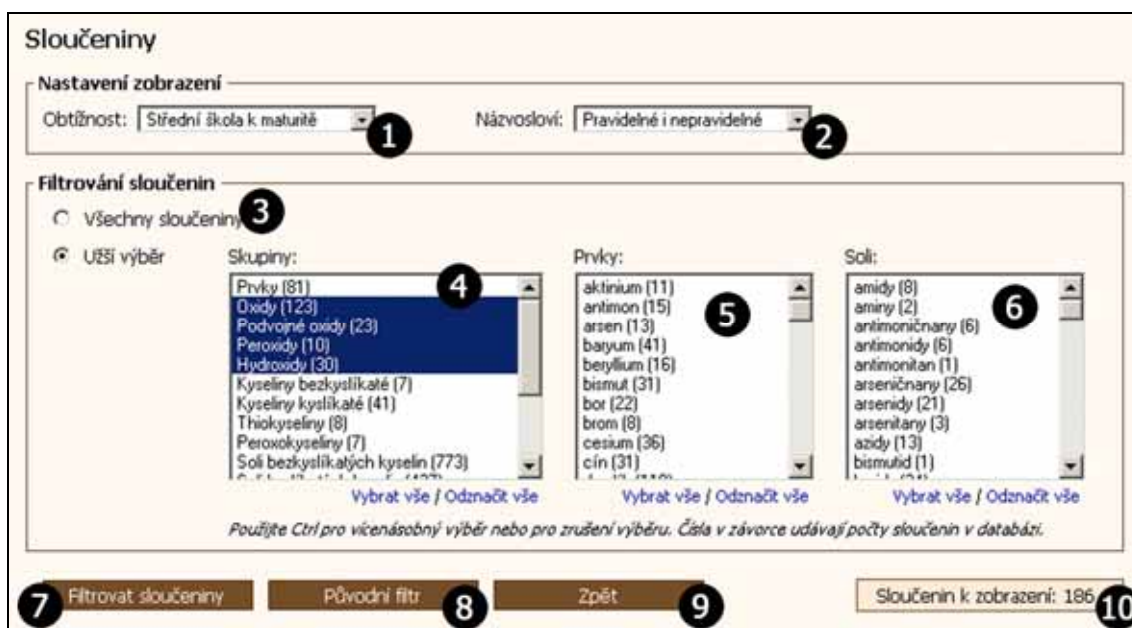 Sloučeniny
Nastavení zobrazení
Obtížnost: Střední škola k maturitě 1 Názvosloví: Pravidelné i nepravidelné 2
Filtrování sloučenin
Všechny sloučeniny 3
Užší výběr
Skupiny: 4
Prvky (81)
Oxidy (123)
Podvojné oxidy (23)
Peroxidy (10)
Hydroxidy (30)
Kyseliny bezkyslíkaté (7)
Kyseliny kyslíkaté (41)
Thiokyseliny (8)
Peroxokyseliny (7)
Soli bezkyslíkatých kyselin (773)
Vybrat vše / Odznačit vše
Prvky: 5
aktinium (11)
antimon (15)
arsen (13)
baryum (41)
beryllium (16)
bismut (31)
bor (22)
brom (8)
cesium (36)
cín (31)
Vybrat vše / Odznačit vše
Soli: 6
amidy (8)
aminy (2)
antimoničnany (6)
antimonidy (6)
antimonitan (1)
arseničnany (26)
arsenidy (21)
arsenitany (3)
azidy (13)
bismutid (1)
Vybrat vše / Odznačit vše
Použijte Ctrl pro vícenásobný výběr nebo pro zrušení výběru. Čísla v závorce udávají počty sloučenin v databázi.
7 Filtrovat sloučeniny Původní filtr 8 Zpět 9 Sloučenin k zobrazení: 186 10